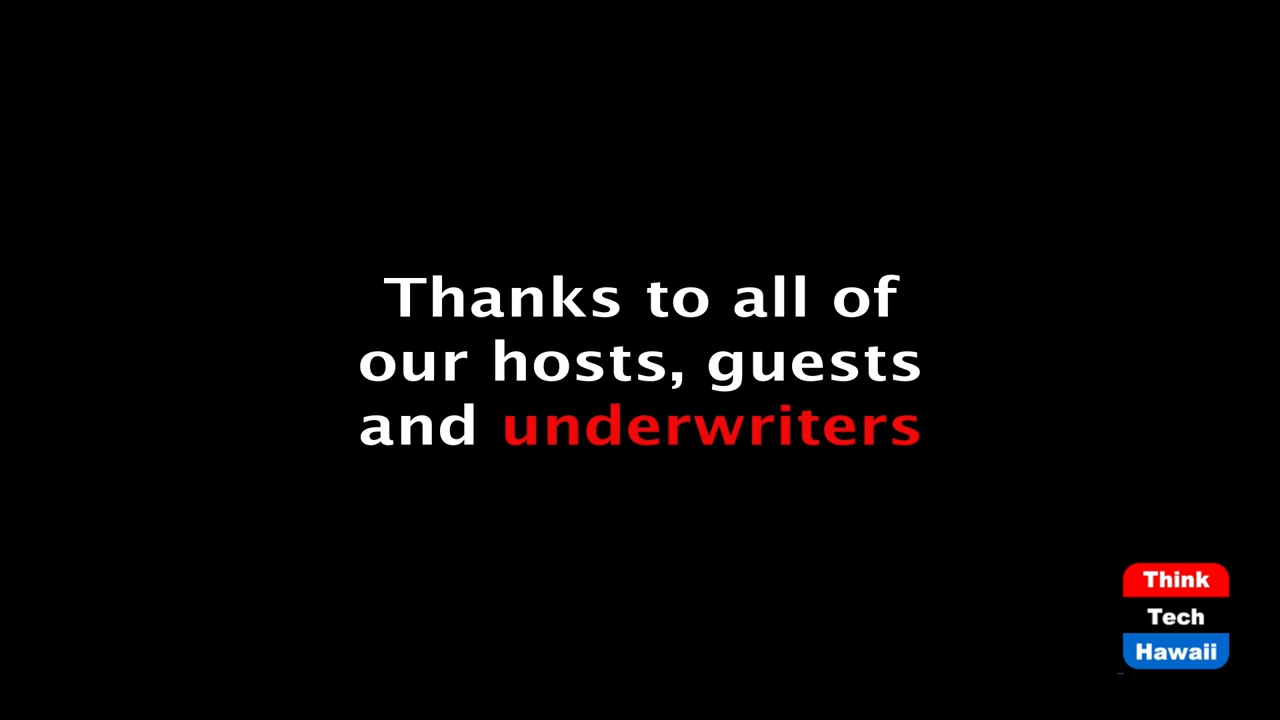 Thanks to all of
our hosts, guests
and underwriters
Think
Tech
Hawaii